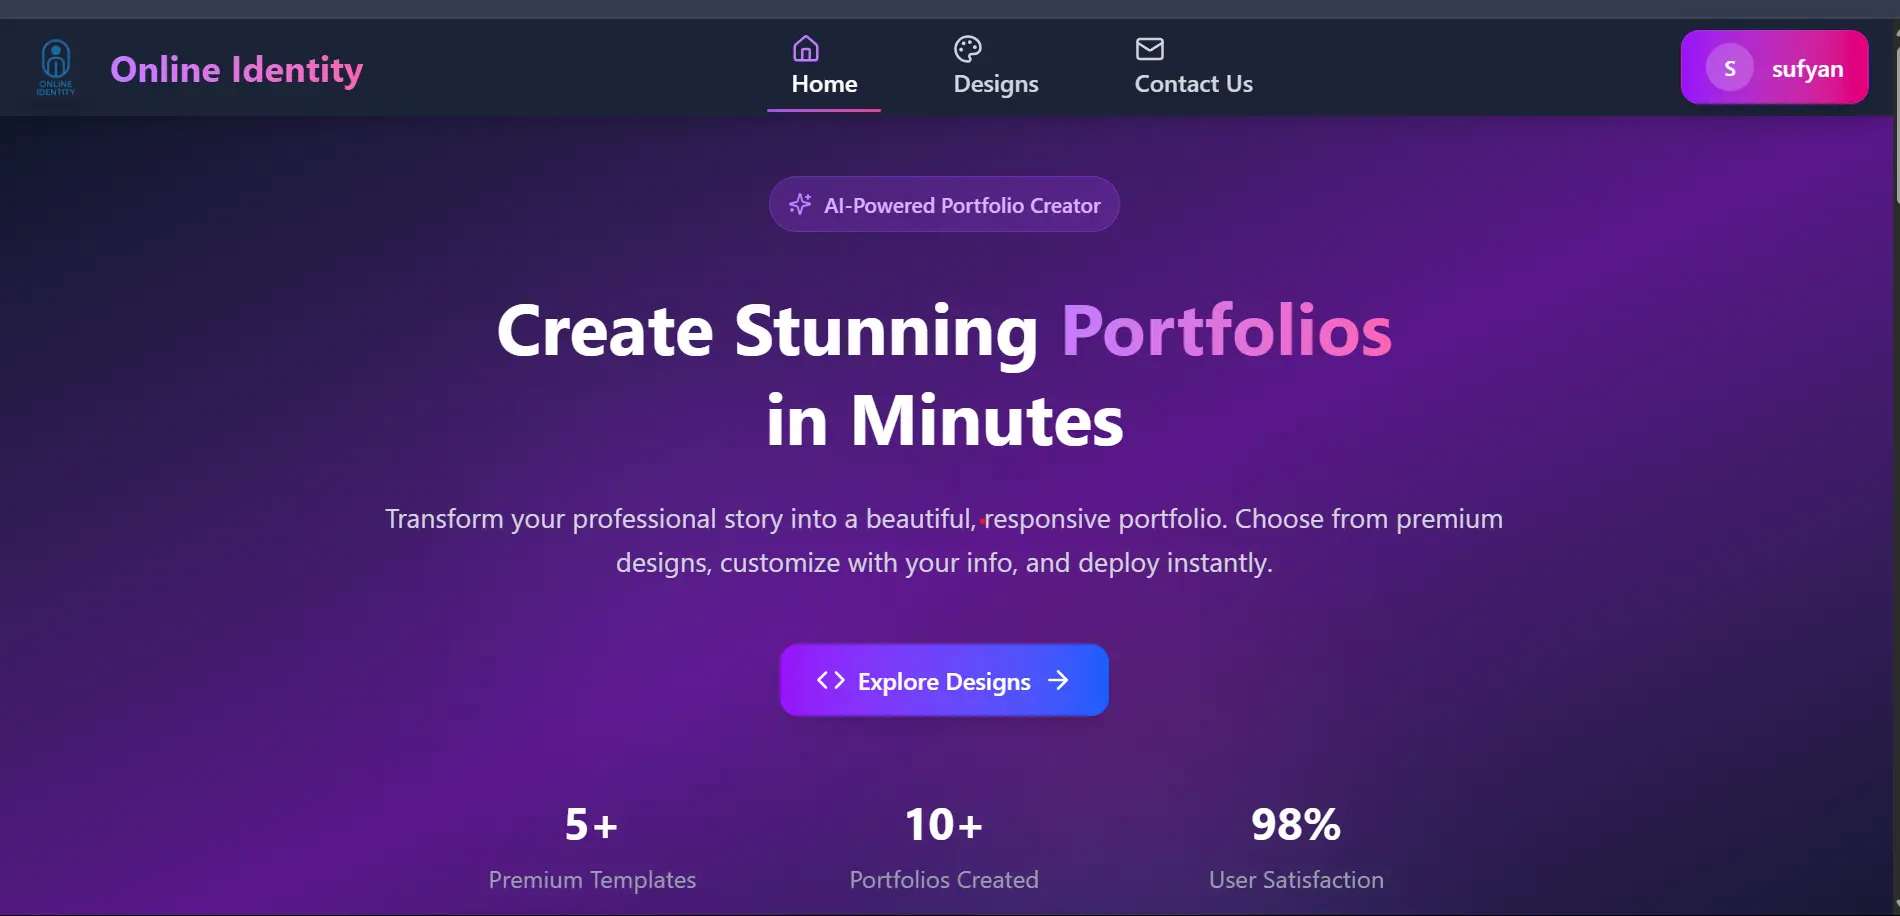 ONLINE
IDENTITY
Online Identity
Home
Designs
Contact Us
S
sufyan
AI-Powered Portfolio Creator
Create Stunning Portfolios
in Minutes
Transform your professional story into a beautiful, responsive portfolio. Choose from premium
designs, customize with your info, and deploy instantly.
Explore Designs
5+
10+
98%
Premium Templates
Portfolios Created
User Satisfaction